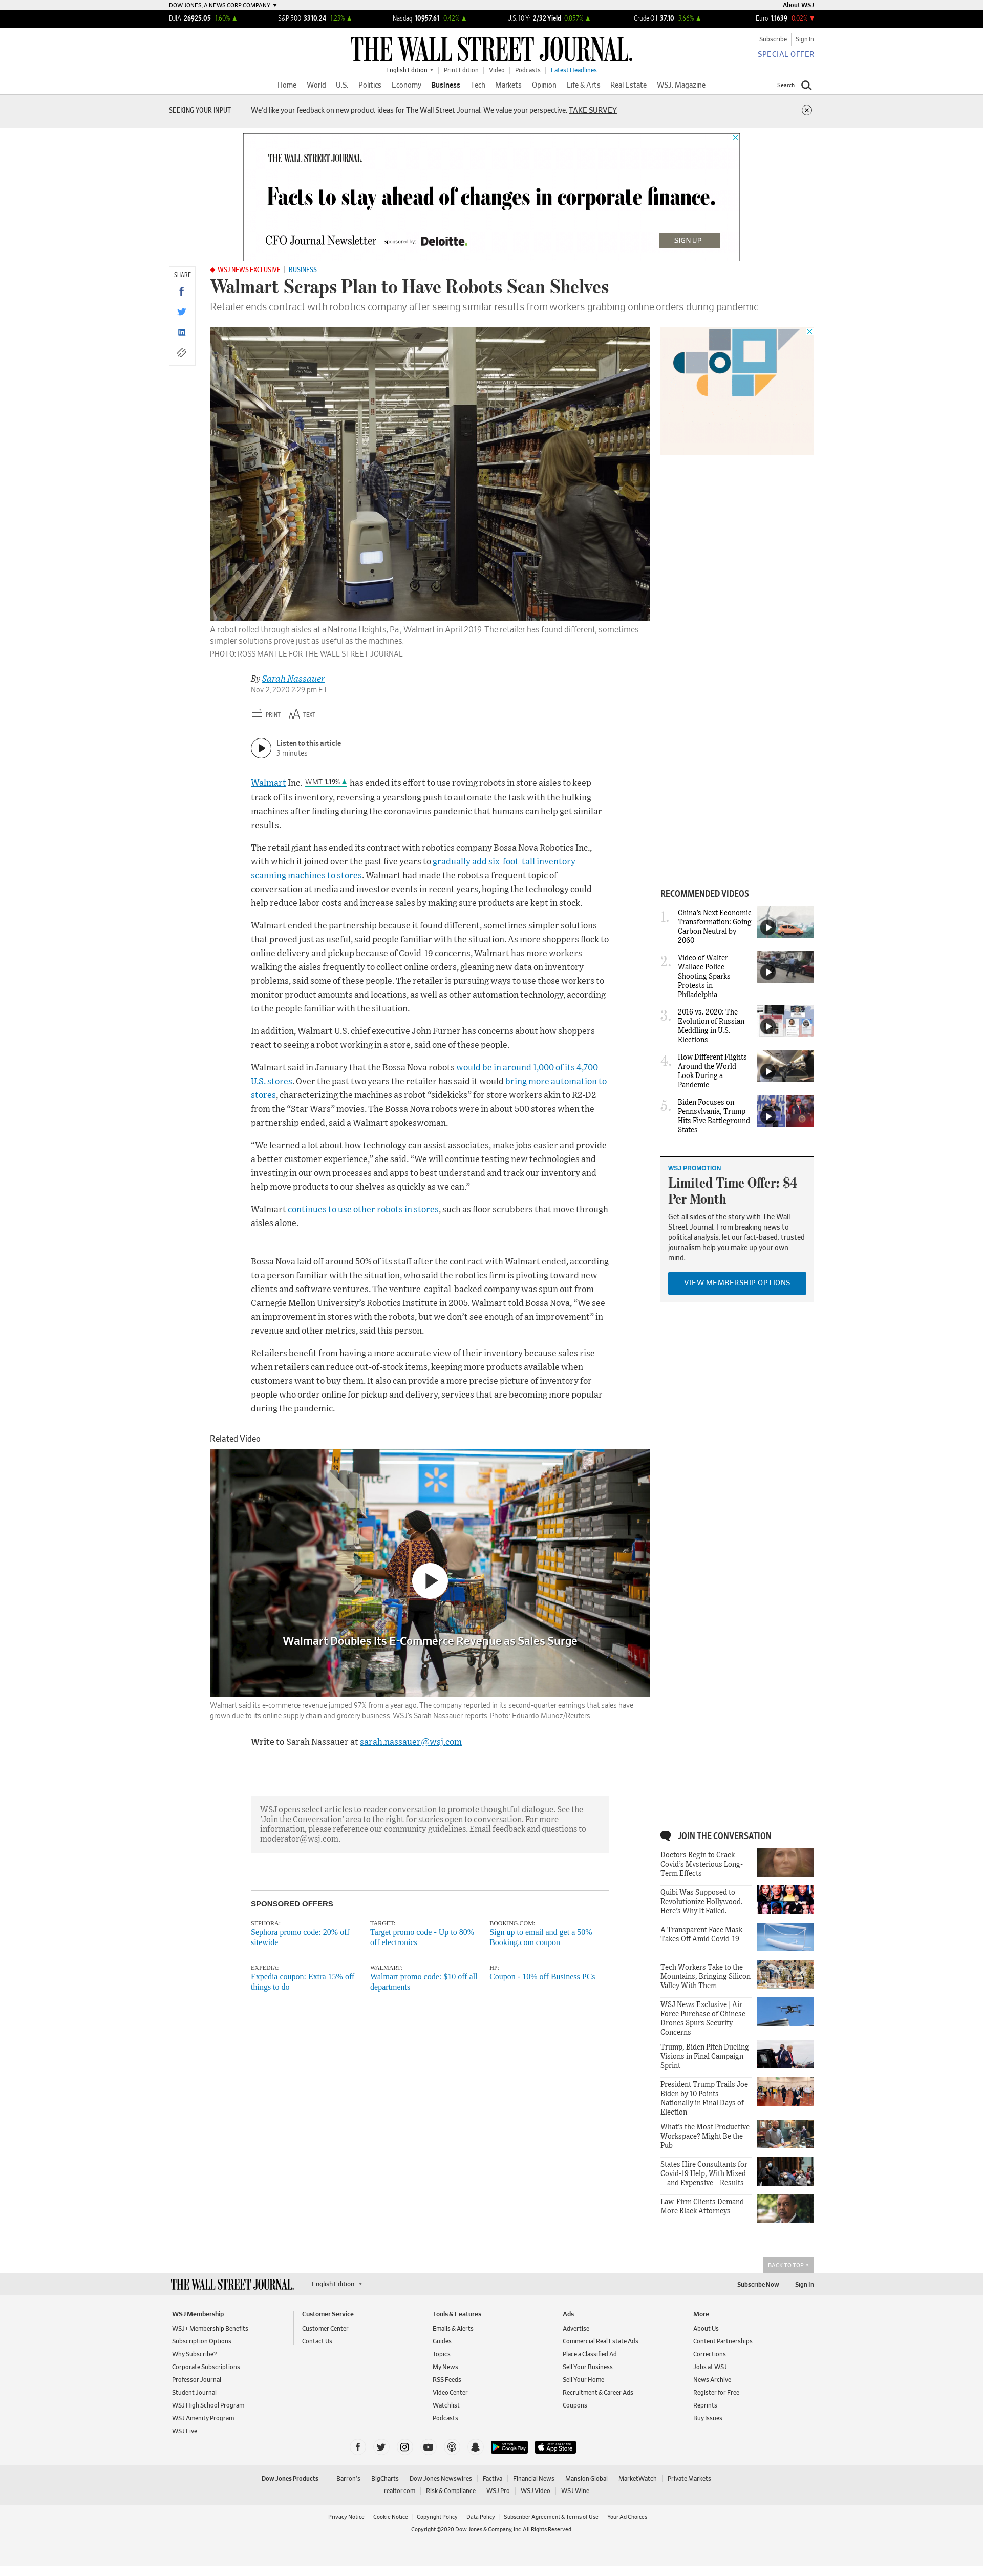 DOW JONES, A NEWS CORP COMPANY
About WSJ
DJIA 26925.05 1.60%
S&P 500 3310.24 1.23%
Nasdaq 10957.61 0.42%
U.S. 10 Yr 2/32 Yield 0.857%
Crude Oil 37.10 3.66%
Euro 1.1639 -0.02%
THE WALL STREET JOURNAL.
Subscribe
Sign In
SPECIAL OFFER
English Edition
Print Edition
Video
Podcasts
Latest Headlines
Home
World
U.S.
Politics
Economy
Business
Tech
Markets
Opinion
Life & Arts
Real Estate
WSJ. Magazine
Search
SEEKING YOUR INPUT
We'd like your feedback on new product ideas for The Wall Street Journal. We value your perspective. TAKE SURVEY
THE WALL STREET JOURNAL.
Facts to stay ahead of changes in corporate finance.
CFO Journal Newsletter
Sponsored by: Deloitte.
SIGN UP
SHARE
WSJ NEWS EXCLUSIVE
BUSINESS
Walmart Scraps Plan to Have Robots Scan Shelves
Retailer ends contract with robotics company after seeing similar results from workers grabbing online orders during pandemic
A robot rolled through aisles at a Natrona Heights, Pa., Walmart in April 2019. The retailer has found different, sometimes
simpler solutions prove just as useful as the machines.
PHOTO: ROSS MANTLE FOR THE WALL STREET JOURNAL
By Sarah Nassauer
Nov. 2, 2020 2:29 pm ET
PRINT
TEXT
Listen to this article
3 minutes
Walmart Inc. WMT 1.19% has ended its effort to use roving robots in store aisles to keep
track of its inventory, reversing a yearslong push to automate the task with the hulking
machines after finding during the coronavirus pandemic that humans can help get similar
results.
The retail giant has ended its contract with robotics company Bossa Nova Robotics Inc.,
with which it joined over the past five years to gradually add six-foot-tall inventory-
scanning machines to stores. Walmart had made the robots a frequent topic of
conversation at media and investor events in recent years, hoping the technology could
help reduce labor costs and increase sales by making sure products are kept in stock.
Walmart ended the partnership because it found different, sometimes simpler solutions
that proved just as useful, said people familiar with the situation. As more shoppers flock to
online delivery and pickup because of Covid-19 concerns, Walmart has more workers
walking the aisles frequently to collect online orders, gleaning new data on inventory
problems, said some of these people. The retailer is pursuing ways to use those workers to
monitor product amounts and locations, as well as other automation technology, according
to the people familiar with the situation.
In addition, Walmart U.S. chief executive John Furner has concerns about how shoppers
react to seeing a robot working in a store, said one of these people.
Walmart said in January that the Bossa Nova robots would be in around 1,000 of its 4,700
U.S. stores. Over the past two years the retailer has said it would bring more automation to
stores, characterizing the machines as robot “sidekicks” for store workers akin to R2-D2
from the “Star Wars” movies. The Bossa Nova robots were in about 500 stores when the
partnership ended, said a Walmart spokeswoman.
“We learned a lot about how technology can assist associates, make jobs easier and provide
a better customer experience,” she said. “We will continue testing new technologies and
investing in our own processes and apps to best understand and track our inventory and
help move products to our shelves as quickly as we can.”
Walmart continues to use other robots in stores, such as floor scrubbers that move through
aisles alone.
Bossa Nova laid off around 50% of its staff after the contract with Walmart ended, according
to a person familiar with the situation, who said the robotics firm is pivoting toward new
clients and software ventures. The venture-capital-backed company was spun out from
Carnegie Mellon University’s Robotics Institute in 2005. Walmart told Bossa Nova, “We see
an improvement in stores with the robots, but we don’t see enough of an improvement” in
revenue and other metrics, said this person.
Retailers benefit from having a more accurate view of their inventory because sales rise
when retailers can reduce out-of-stock items, keeping more products available when
customers want to buy them. It also can provide a more precise picture of inventory for
people who order online for pickup and delivery, services that are becoming more popular
during the pandemic.
Related Video
Walmart Doubles Its E-Commerce Revenue as Sales Surge
Walmart said its e-commerce revenue jumped 97% from a year ago. The company reported in its second-quarter earnings that sales have
grown due to its online supply chain and grocery business. WSJ’s Sarah Nassauer reports. Photo: Eduardo Munoz/Reuters
Write to Sarah Nassauer at sarah.nassauer@wsj.com
WSJ opens select articles to reader conversation to promote thoughtful dialogue. See the
'Join the Conversation' area to the right for stories open to conversation. For more
information, please reference our community guidelines. Email feedback and questions to
moderator@wsj.com.
SPONSORED OFFERS
SEPHORA:
Sephora promo code: 20% off
sitewide
TARGET:
Target promo code - Up to 80%
off electronics
BOOKING.COM:
Sign up to email and get a 50%
Booking.com coupon
EXPEDIA:
Expedia coupon: Extra 15% off
things to do
WALMART:
Walmart promo code: $10 off all
departments
HP:
Coupon - 10% off Business PCs
RECOMMENDED VIDEOS
1.
China’s Next Economic
Transformation: Going
Carbon Neutral by
2060
2.
Video of Walter
Wallace Police
Shooting Sparks
Protests in
Philadelphia
3.
2016 vs. 2020: The
Evolution of Russian
Meddling in U.S.
Elections
4.
How Different Flights
Around the World
Look During a
Pandemic
5.
Biden Focuses on
Pennsylvania, Trump
Hits Five Battleground
States
WSJ PROMOTION
Limited Time Offer: $4
Per Month
Get all sides of the story with The Wall
Street Journal. From breaking news to
political analysis, let our fact-based, trusted
journalism help you make up your own
mind.
VIEW MEMBERSHIP OPTIONS
JOIN THE CONVERSATION
Doctors Begin to Crack
Covid’s Mysterious Long-
Term Effects
Quibi Was Supposed to
Revolutionize Hollywood.
Here’s Why It Failed.
A Transparent Face Mask
Takes Off Amid Covid-19
Tech Workers Take to the
Mountains, Bringing Silicon
Valley With Them
WSJ News Exclusive | Air
Force Purchase of Chinese
Drones Spurs Security
Concerns
Trump, Biden Pitch Dueling
Visions in Final Campaign
Sprint
President Trump Trails Joe
Biden by 10 Points
Nationally in Final Days of
Election
What’s the Most Productive
Workspace? Might Be the
Pub
States Hire Consultants for
Covid-19 Help, With Mixed
—and Expensive—Results
Law-Firm Clients Demand
More Black Attorneys
BACK TO TOP
THE WALL STREET JOURNAL.
English Edition
Subscribe Now
Sign In
WSJ Membership
WSJ+ Membership Benefits
Subscription Options
Why Subscribe?
Corporate Subscriptions
Professor Journal
Student Journal
WSJ High School Program
WSJ Amenity Program
WSJ Live
Customer Service
Customer Center
Contact Us
Tools & Features
Emails & Alerts
Guides
Topics
My News
RSS Feeds
Video Center
Watchlist
Podcasts
Ads
Advertise
Commercial Real Estate Ads
Place a Classified Ad
Sell Your Business
Sell Your Home
Recruitment & Career Ads
Coupons
More
About Us
Content Partnerships
Corrections
Jobs at WSJ
News Archive
Register for Free
Reprints
Buy Issues
Google Play
App Store
Dow Jones Products
Barron's
BigCharts
Dow Jones Newswires
Factiva
Financial News
Mansion Global
MarketWatch
Private Markets
realtor.com
Risk & Compliance
WSJ Pro
WSJ Video
WSJ Wine
Privacy Notice
Cookie Notice
Copyright Policy
Data Policy
Subscriber Agreement & Terms of Use
Your Ad Choices
Copyright ©2020 Dow Jones & Company, Inc. All Rights Reserved.